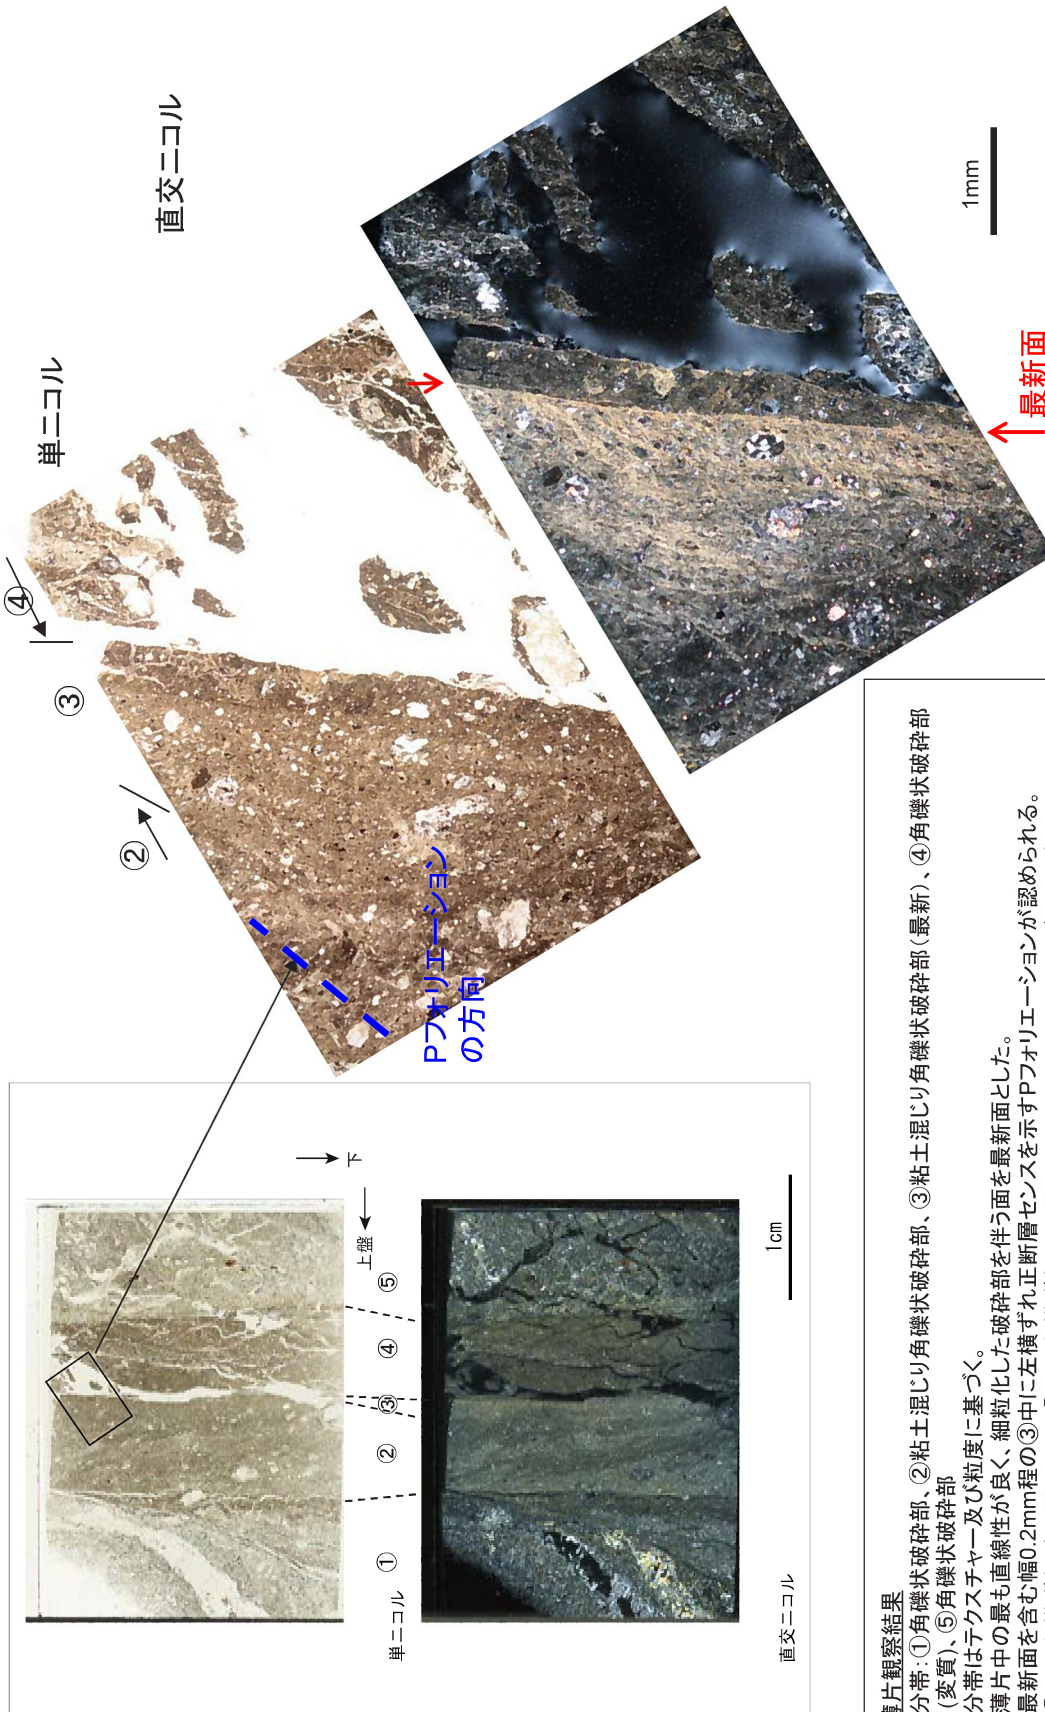 単ニコル
直交ニコル
④
③
②
Pフォリエーション
の方向
1mm
最新面
下
上盤
①
②
③
④
⑤
単ニコル
直交ニコル
1cm
薄片観察結果
分帯:①角礫状破砕部、②粘土混じり角礫状破砕部、③粘土混じり角礫状破砕部(最新)、④角礫状破砕部
(変質)、⑤角礫状破砕部
分帯はテクスチャー及び粒度に基づく。
薄片中の最も直線性が良く、細粒化した破砕部を伴う面を最新面とした。
最新面を含む幅0.2mm程の③中に左横ずれ正断層センスを示すPフォリエーションが認められる。